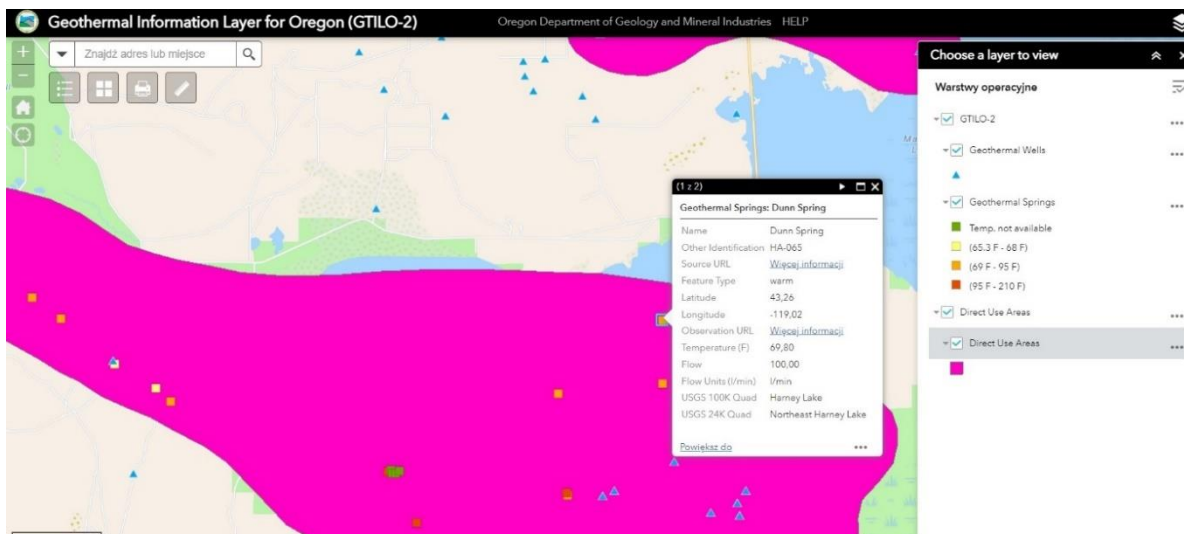 Geothermal Information Layer for Oregon (GTILO-2)
Oregon Department of Geology and Mineral Industries HELP
Znajdź adres lub miejsce
Choose a layer to view
Warstwy operacyjne
GTILO-2
Geothermal Wells
Geothermal Springs
Temp. not available
(65.3 F - 68 F)
(69 F - 95 F)
(95 F - 210 F)
Direct Use Areas
Direct Use Areas
(1 z 2)
Geothermal Springs: Dunn Spring
Name Dunn Spring
Other Identification HA-065
Source URL Więcej informacji
Feature Type warm
Latitude 43,26
Longitude -119,02
Observation URL Więcej informacji
Temperature (F) 69,80
Flow 100,00
Flow Units (l/min) l/min
USGS 100K Quad Harney Lake
USGS 24K Quad Northeast Harney Lake
Powiększ do